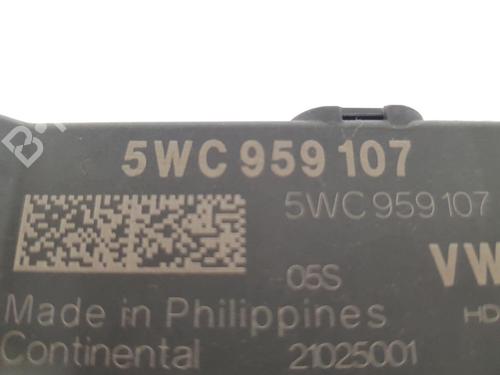 5WC 959 107
5WC 959 107
VW
05S
HD
Made in Philippines
Continental 21025001